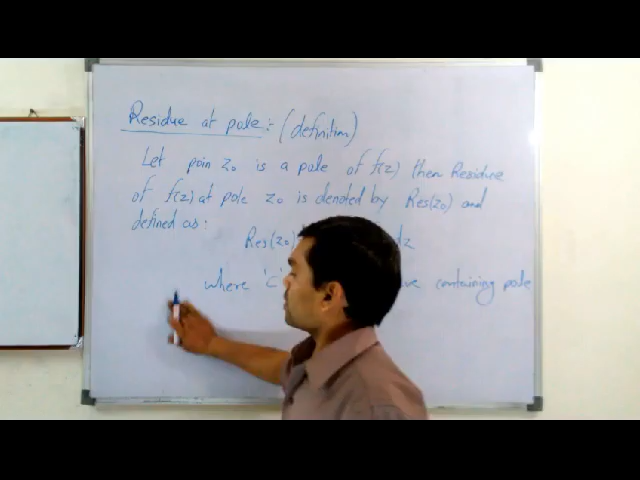 Residue at pole:- (definition)
Let poin z₀ is a pole of f(z) then Residue
of f(z) at pole z₀ is denoted by Res(z₀) and
defined as:
Res(z₀) dz
where 'c' containing pole